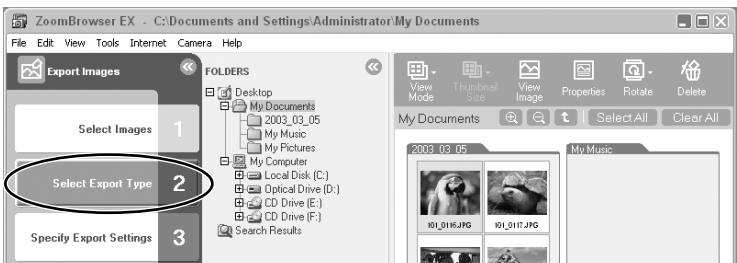 ZoomBrowser EX - C:\Documents and Settings\Administrator\My Documents
File Edit View Tools Internet Camera Help
Export Images
Select Images 1
Select Export Type 2
Specify Export Settings 3
FOLDERS
Desktop
My Documents
2003_03_05
My Music
My Pictures
My Computer
Local Disk (C:)
Optical Drive (D:)
CD Drive (E:)
CD Drive (F:)
Search Results
View Mode
Thumbnail Size
View Image
Properties
Rotate
Delete
My Documents
Select All
Clear All
2003_03_05
My Music
101_0116.JPG
101_0117.JPG